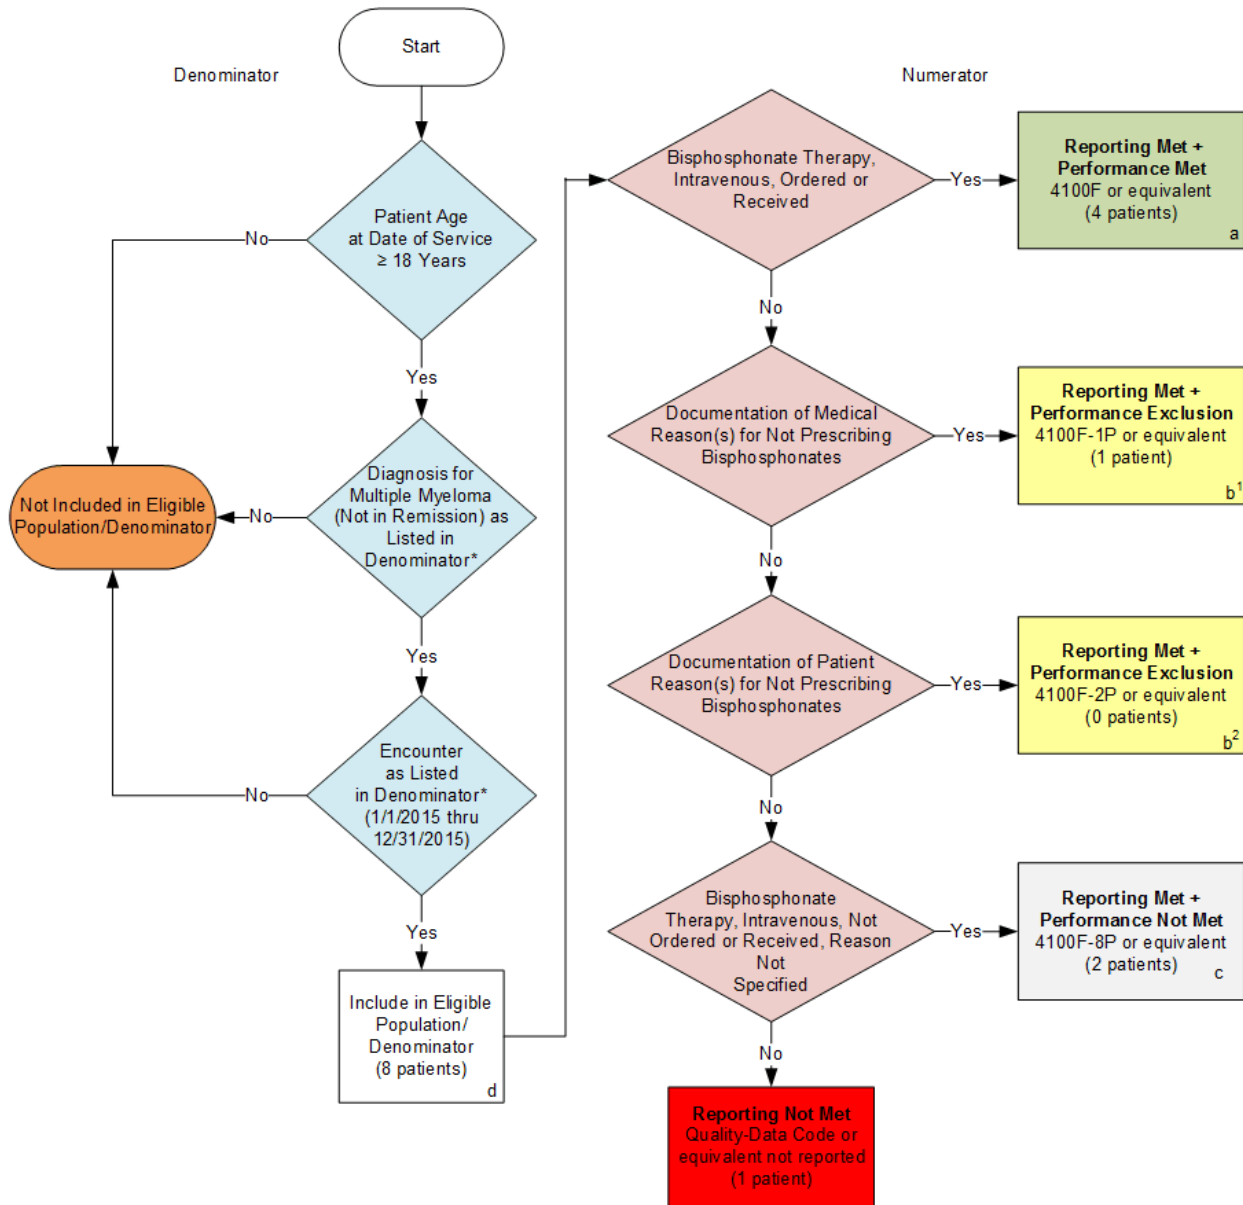 Start
Denominator
Numerator
Patient Age
at Date of Service
≥ 18 Years
No
Yes
Diagnosis for
Multiple Myeloma
(Not in Remission) as
Listed in
Denominator*
No
Not Included in Eligible
Population/Denominator
Yes
Encounter
as Listed
in Denominator*
(1/1/2015 thru
12/31/2015)
No
Yes
Include in Eligible
Population/
Denominator
(8 patients)
d
Bisphosphonate Therapy,
Intravenous, Ordered or
Received
Yes
Reporting Met +
Performance Met
4100F or equivalent
(4 patients)
a
No
Documentation of Medical
Reason(s) for Not Prescribing
Bisphosphonates
Yes
Reporting Met +
Performance Exclusion
4100F-1P or equivalent
(1 patient)
b¹
No
Documentation of Patient
Reason(s) for Not Prescribing
Bisphosphonates
Yes
Reporting Met +
Performance Exclusion
4100F-2P or equivalent
(0 patients)
b²
No
Bisphosphonate
Therapy, Intravenous, Not
Ordered or Received, Reason
Not
Specified
Yes
Reporting Met +
Performance Not Met
4100F-8P or equivalent
(2 patients)
c
No
Reporting Not Met
Quality-Data Code or
equivalent not reported
(1 patient)